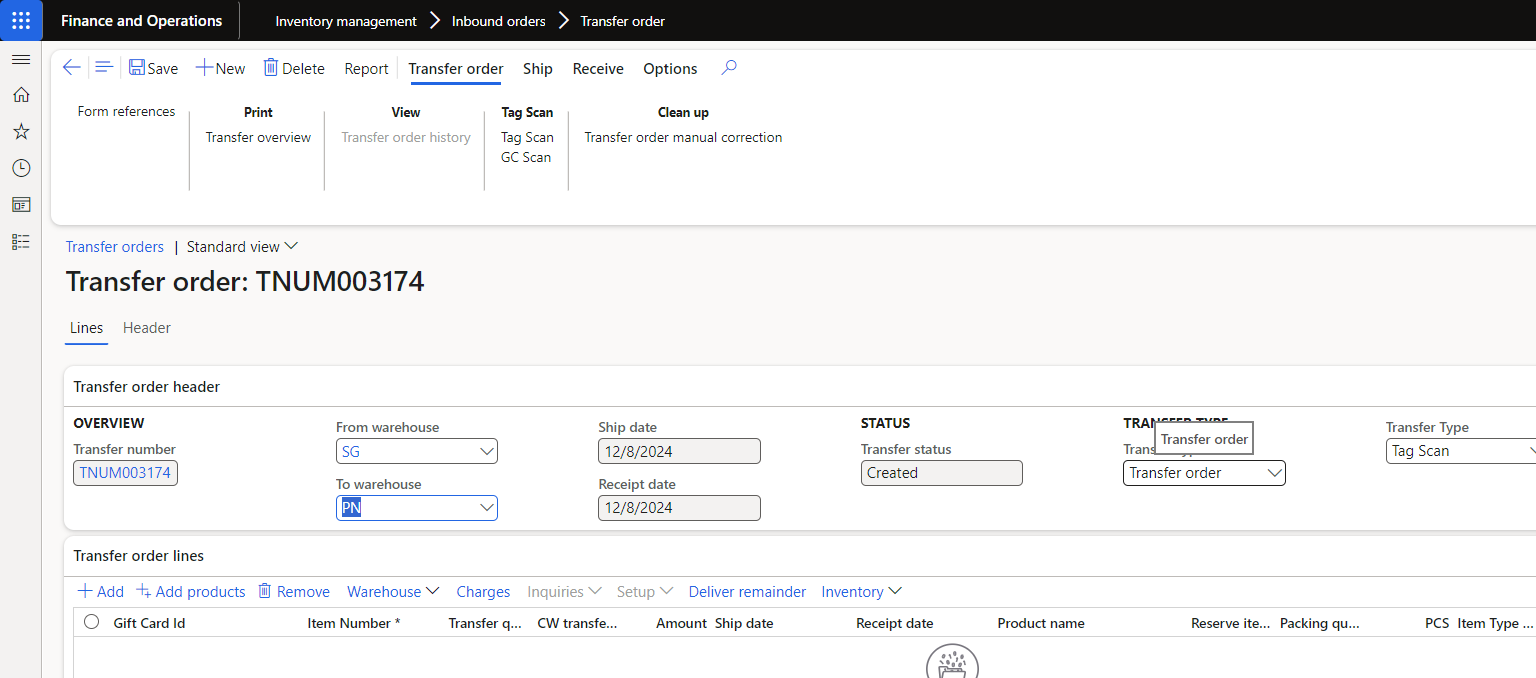 Finance and Operations
Inventory management
Inbound orders
Transfer order
Save
New
Delete
Report
Transfer order
Ship
Receive
Options
Form references
Print
Transfer overview
View
Transfer order history
Tag Scan
Tag Scan
GC Scan
Clean up
Transfer order manual correction
Transfer orders | Standard view
Transfer order: TNUM003174
Lines Header
Transfer order header
OVERVIEW
Transfer number
TNUM003174
From warehouse
SG
To warehouse
PN
Ship date
12/8/2024
Receipt date
12/8/2024
STATUS
Transfer status
Created
Transfer order
Transfer order
Transfer Type
Tag Scan
Transfer order lines
Add Add products Remove Warehouse Charges Inquiries Setup Deliver remainder Inventory
Gift Card Id Item Number * Transfer q... CW transfe... Amount Ship date Receipt date Product name Reserve ite... Packing qu... PCS Item Type ...